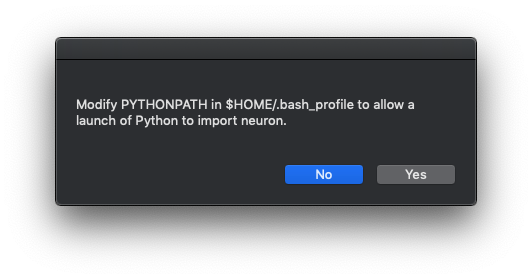 Modify PYTHONPATH in $HOME/.bash_profile to allow a
launch of Python to import neuron.
No
Yes